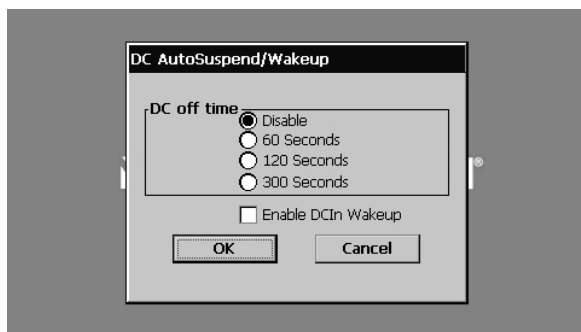 DC AutoSuspend/Wakeup
DC off time
Disable
60 Seconds
120 Seconds
300 Seconds
Enable DCIn Wakeup
OK
Cancel
®